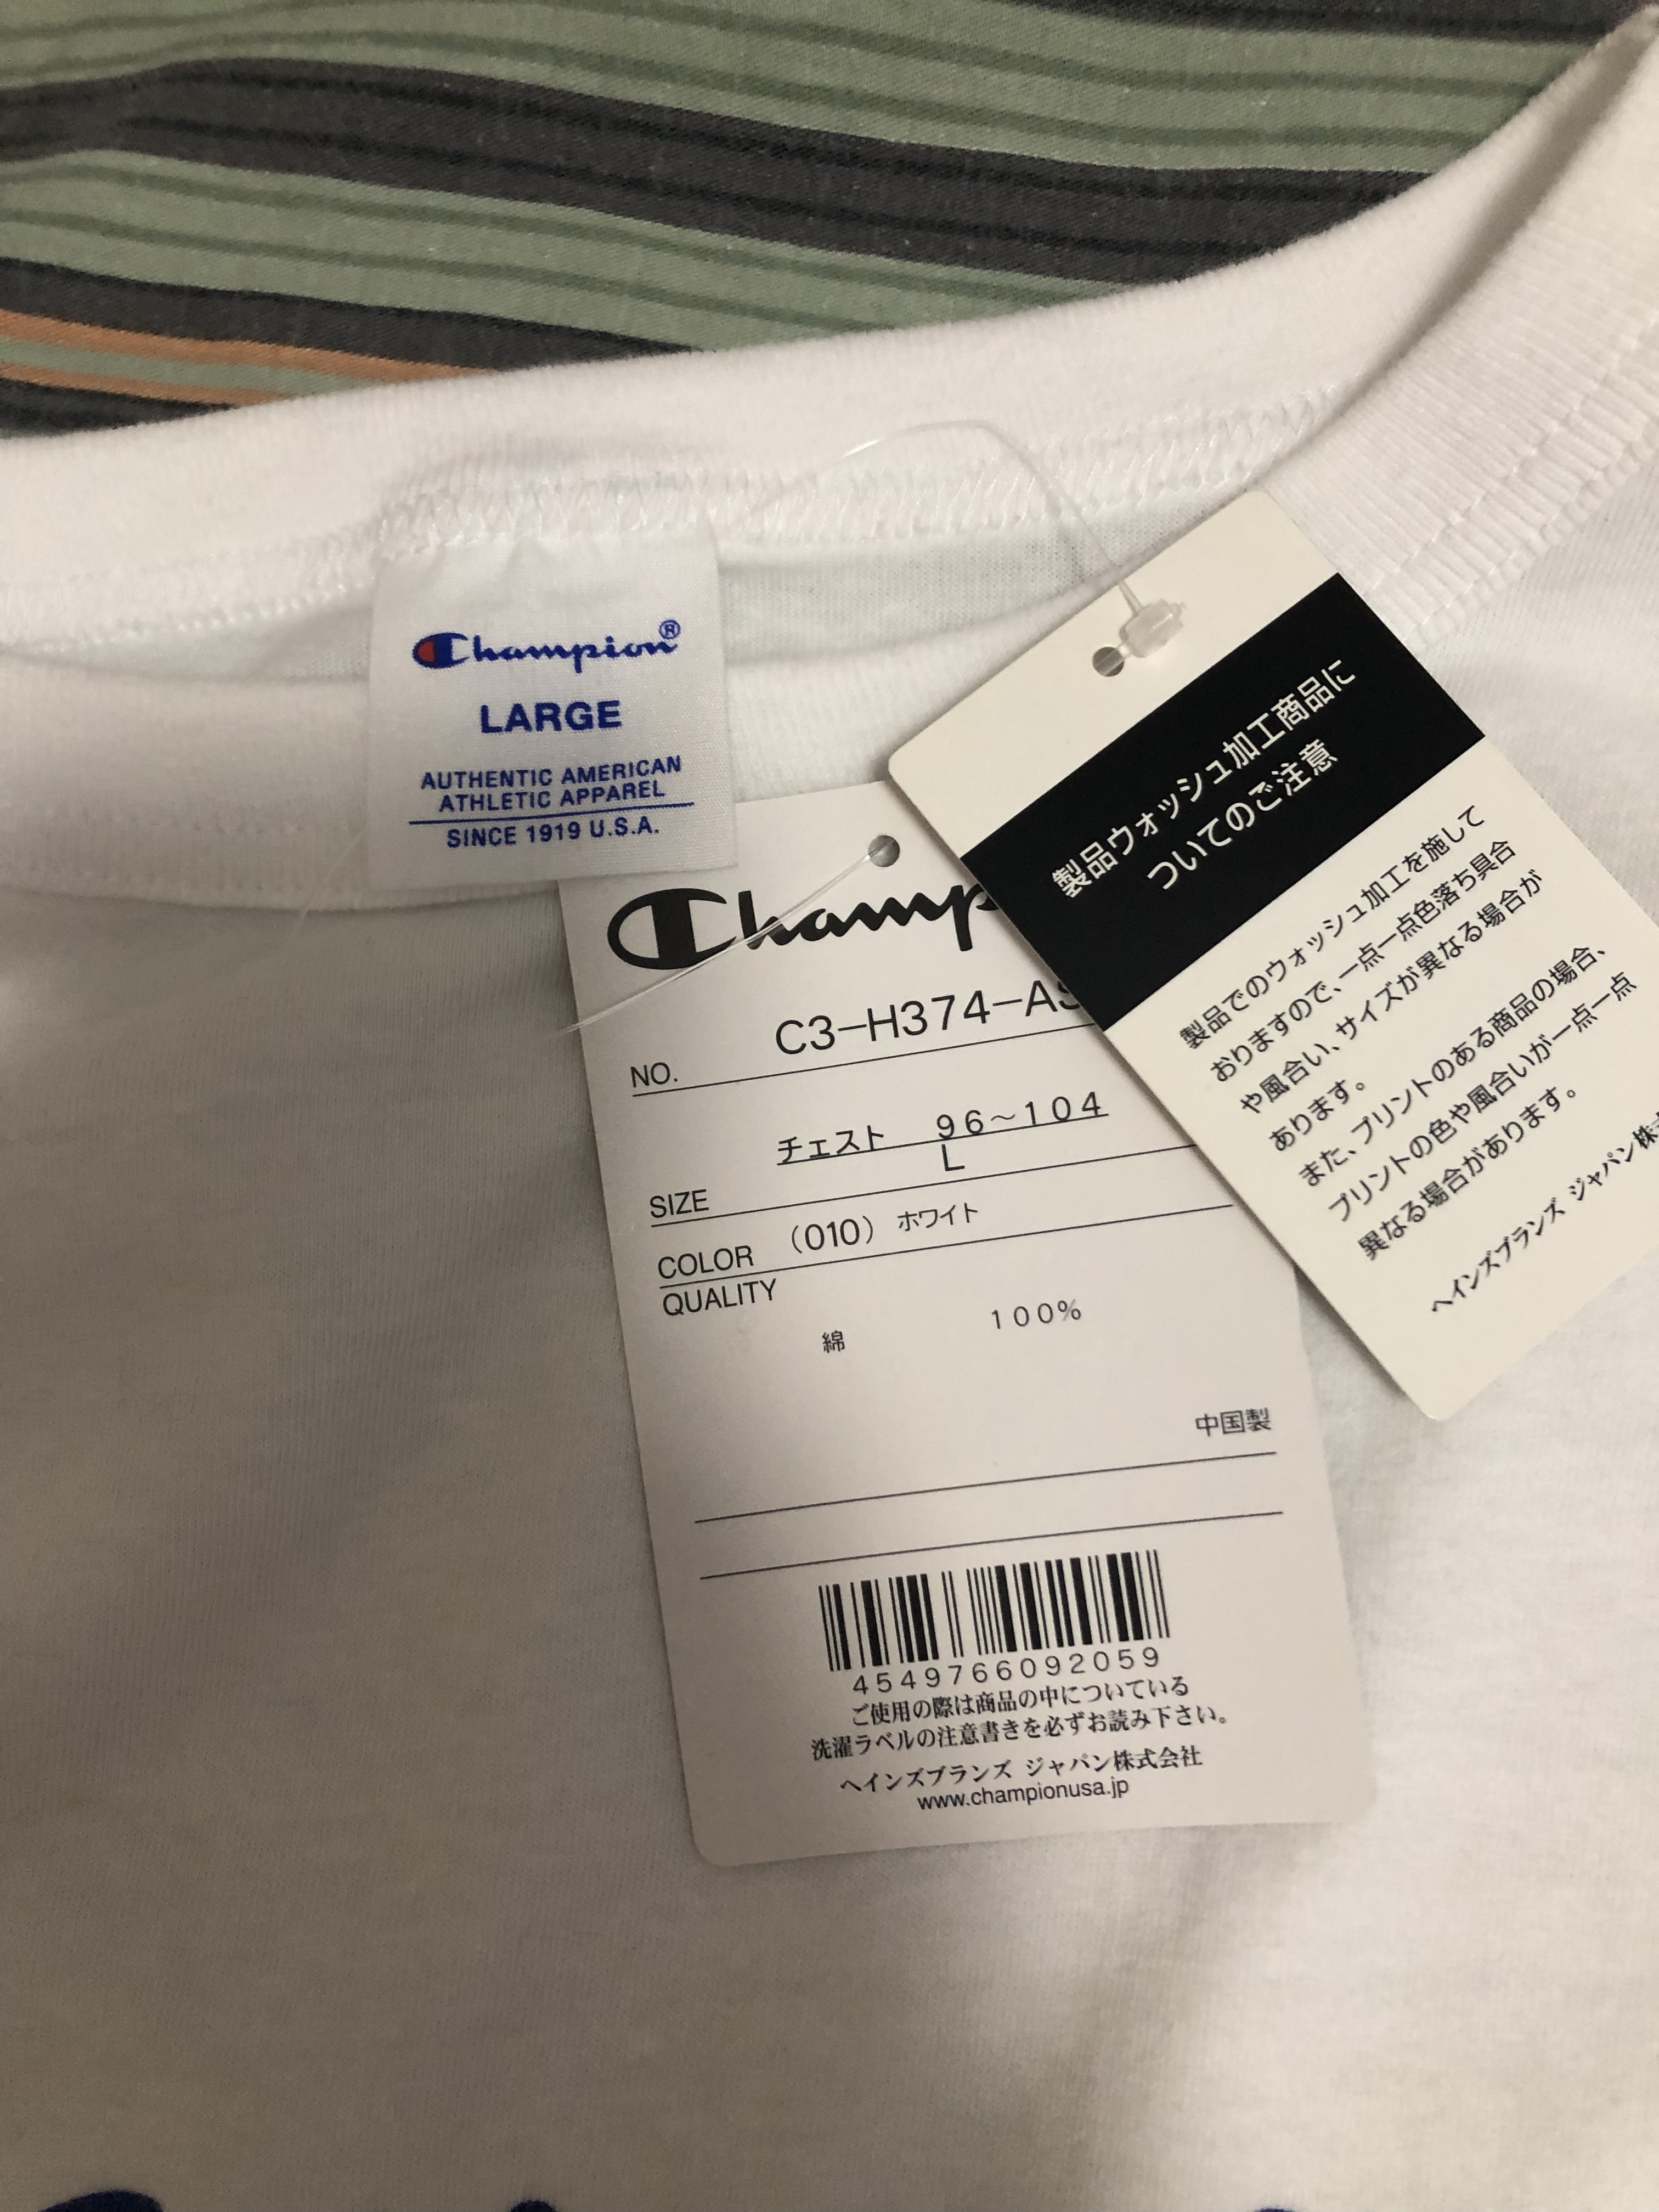 Champion®
LARGE
AUTHENTIC AMERICAN
ATHLETIC APPAREL
SINCE 1919 U.S.A.
Champ
NO. C3-H374-AS
チェスト 96~104
SIZE L
COLOR (010) ホワイト
QUALITY
綿 100%
中国製
4549766092059
ご使用の際は商品の中についている
洗濯ラベルの注意書きを必ずお読み下さい。
ヘインズブランズ ジャパン株式会社
www.championusa.jp
製品ウォッシュ加工商品に
ついてのご注意
製品でのウォッシュ加工を施して
おりますので、一点一点色落ち具合
や風合い、サイズが異なる場合が
あります。
また、プリントのある商品の場合、
プリントの色や風合いが一点一点
異なる場合があります。
ヘインズブランズ ジャパン株式